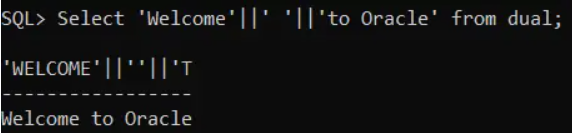 SQL> Select 'Welcome'||' '||'to Oracle' from dual;
'WELCOME'||''||'T
-----------------
Welcome to Oracle